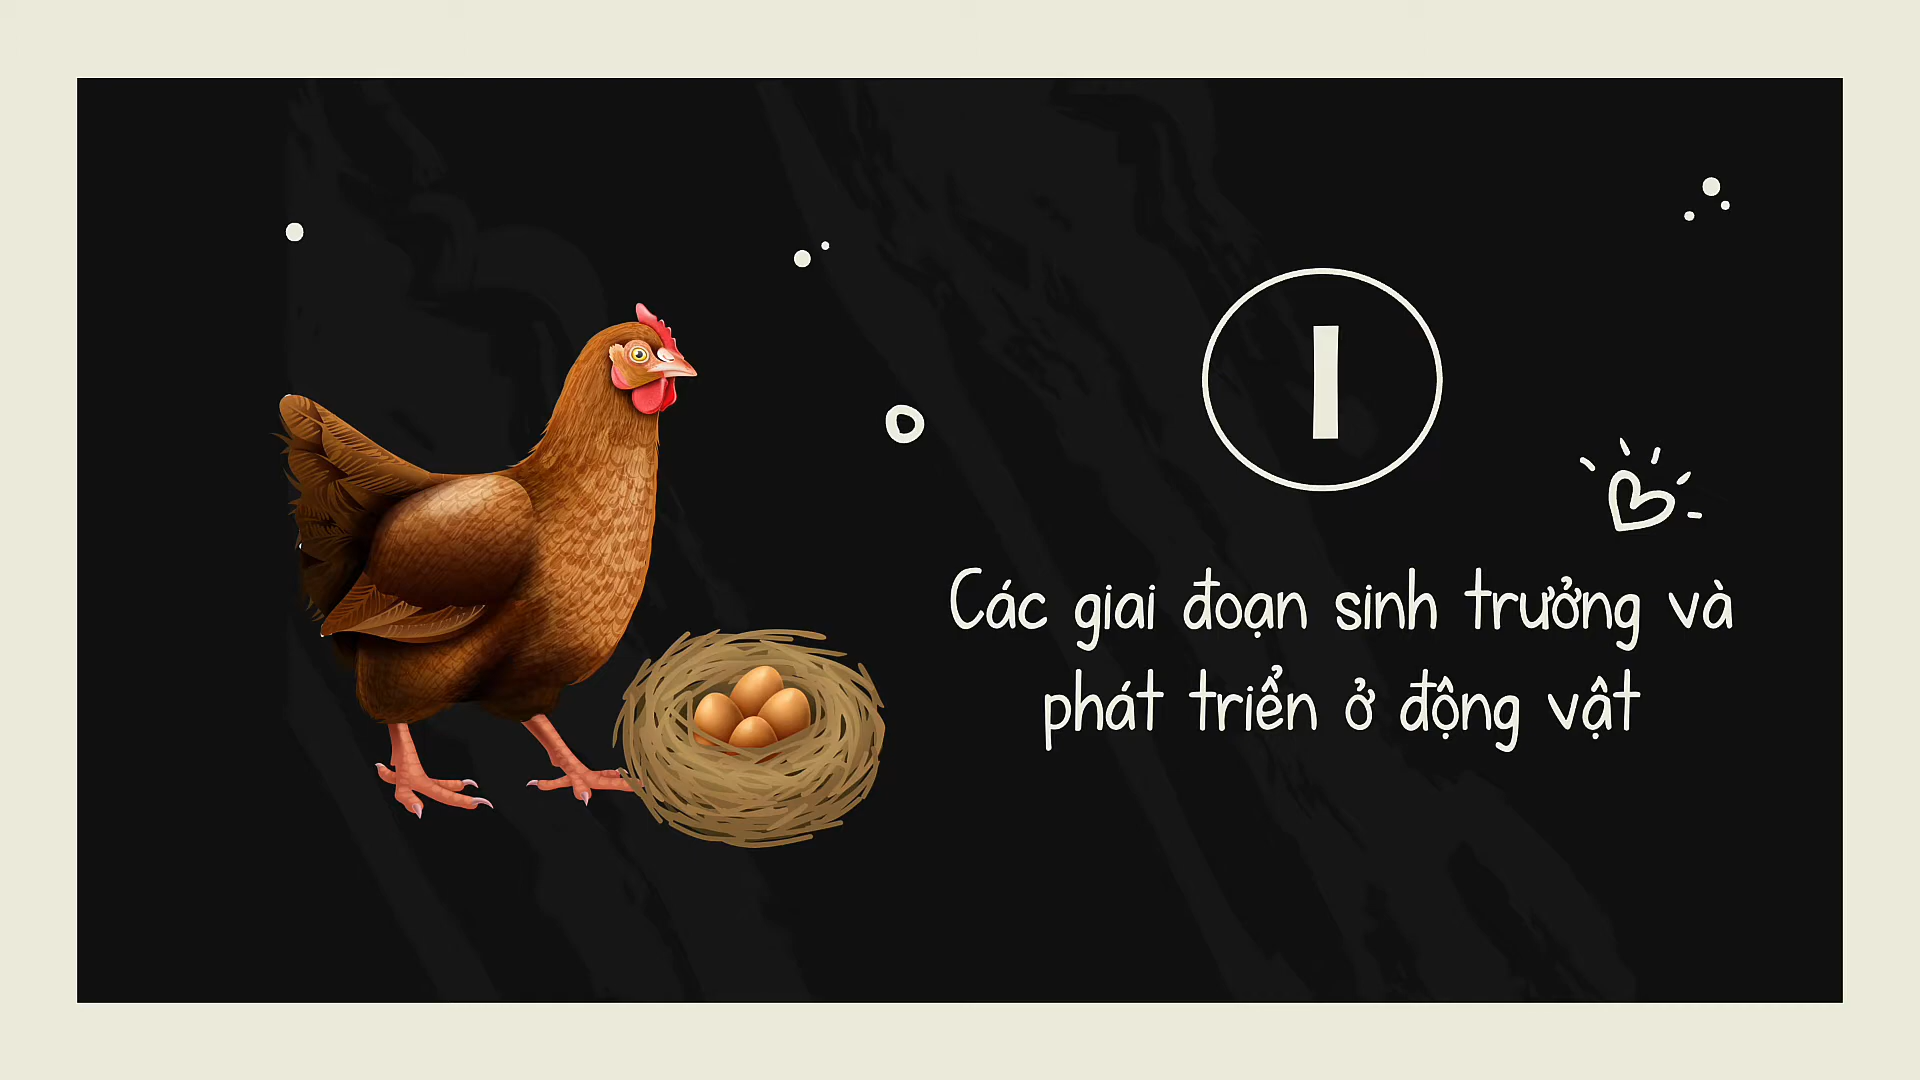 I
Các giai đoạn sinh trưởng và
phát triển ở động vật